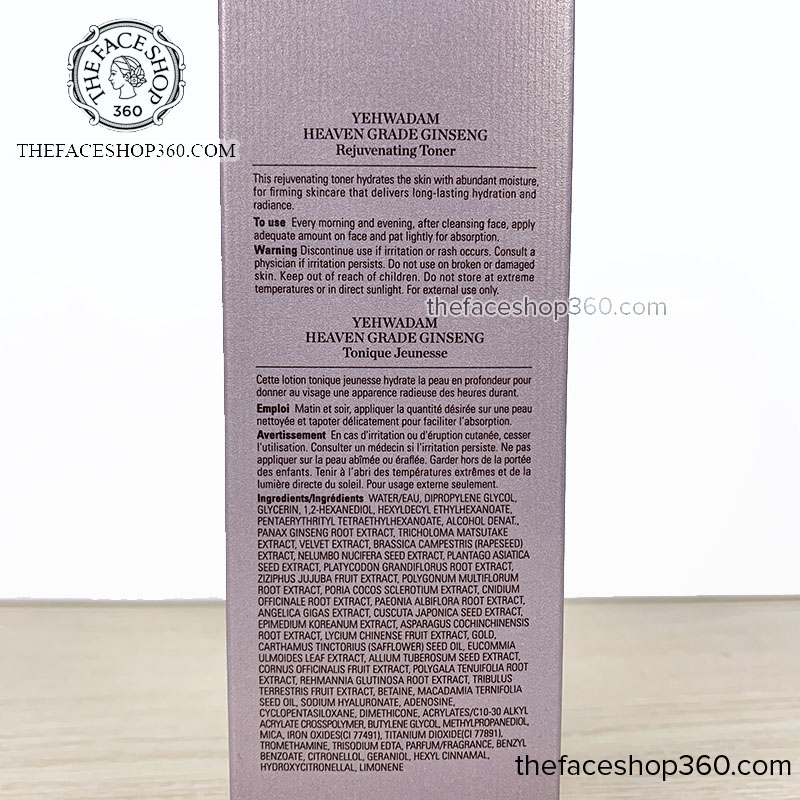 THE FACE SHOP
360
THEFACESHOP360.COM
YEHWADAM
HEAVEN GRADE GINSENG
Rejuvenating Toner
This rejuvenating toner hydrates the skin with abundant moisture,
for firming skincare that delivers long-lasting hydration and
radiance.
To use Every morning and evening, after cleansing face, apply
adequate amount on face and pat lightly for absorption.
Warning Discontinue use if irritation or rash occurs. Consult a
physician if irritation persists. Do not use on broken or damaged
skin. Keep out of reach of children. Do not store at extreme
temperatures or in direct sunlight. For external use only.
thefaceshop360.com
YEHWADAM
HEAVEN GRADE GINSENG
Tonique Jeunesse
Cette lotion tonique jeunesse hydrate la peau en profondeur pour
donner au visage une apparence radieuse des heures durant.
Emploi Matin et soir, appliquer la quantité désirée sur une peau
nettoyée et tapoter délicatement pour faciliter l'absorption.
Avertissement En cas d'irritation ou d'éruption cutanée, cesser
l'utilisation. Consulter un médecin si l'irritation persiste. Ne pas
appliquer sur la peau abîmée ou éraflée. Garder hors de la portée
des enfants. Tenir à l'abri des températures extrêmes et de la
lumière directe du soleil. Pour usage externe seulement.
Ingredients/Ingrédients WATER/EAU, DIPROPYLENE GLYCOL,
GLYCERIN, 1,2-HEXANEDIOL, HEXYLDECYL ETHYLHEXANOATE,
PENTAERYTHRITYL TETRAETHYLHEXANOATE, ALCOHOL DENAT.,
PANAX GINSENG ROOT EXTRACT, TRICHOLOMA MATSUTAKE
EXTRACT, VELVET EXTRACT, BRASSICA CAMPESTRIS (RAPESEED)
EXTRACT, NELUMBO NUCIFERA SEED EXTRACT, PLANTAGO ASIATICA
SEED EXTRACT, PLATYCODON GRANDIFLORUS ROOT EXTRACT,
ZIZIPHUS JUJUBA FRUIT EXTRACT, POLYGONUM MULTIFLORUM
ROOT EXTRACT, PORIA COCOS SCLEROTIUM EXTRACT, CNIDIUM
OFFICINALE ROOT EXTRACT, PAEONIA ALBIFLORA ROOT EXTRACT,
ANGELICA GIGAS EXTRACT, CUSCUTA JAPONICA SEED EXTRACT,
EPIMEDIUM KOREANUM EXTRACT, ASPARAGUS COCHINCHINENSIS
ROOT EXTRACT, LYCIUM CHINENSE FRUIT EXTRACT, GOLD,
CARTHAMUS TINCTORIUS (SAFFLOWER) SEED OIL, EUCOMMIA
ULMOIDES LEAF EXTRACT, ALLIUM TUBEROSUM SEED EXTRACT,
CORNUS OFFICINALIS FRUIT EXTRACT, POLYGALA TENUIFOLIA ROOT
EXTRACT, REHMANNIA GLUTINOSA ROOT EXTRACT, TRIBULUS
TERRESTRIS FRUIT EXTRACT, BETAINE, MACADAMIA TERNIFOLIA
SEED OIL, SODIUM HYALURONATE, ADENOSINE,
CYCLOPENTASILOXANE, DIMETHICONE, ACRYLATES/C10-30 ALKYL
ACRYLATE CROSSPOLYMER, BUTYLENE GLYCOL, METHYLPROPANEDIOL,
MICA, IRON OXIDES(CI 77491), TITANIUM DIOXIDE(CI 77891),
TROMETHAMINE, TRISODIUM EDTA, PARFUM/FRAGRANCE, BENZYL
BENZOATE, CITRONELLOL, GERANIOL, HEXYL CINNAMAL,
HYDROXYCITRONELLAL, LIMONENE
thefaceshop360.com